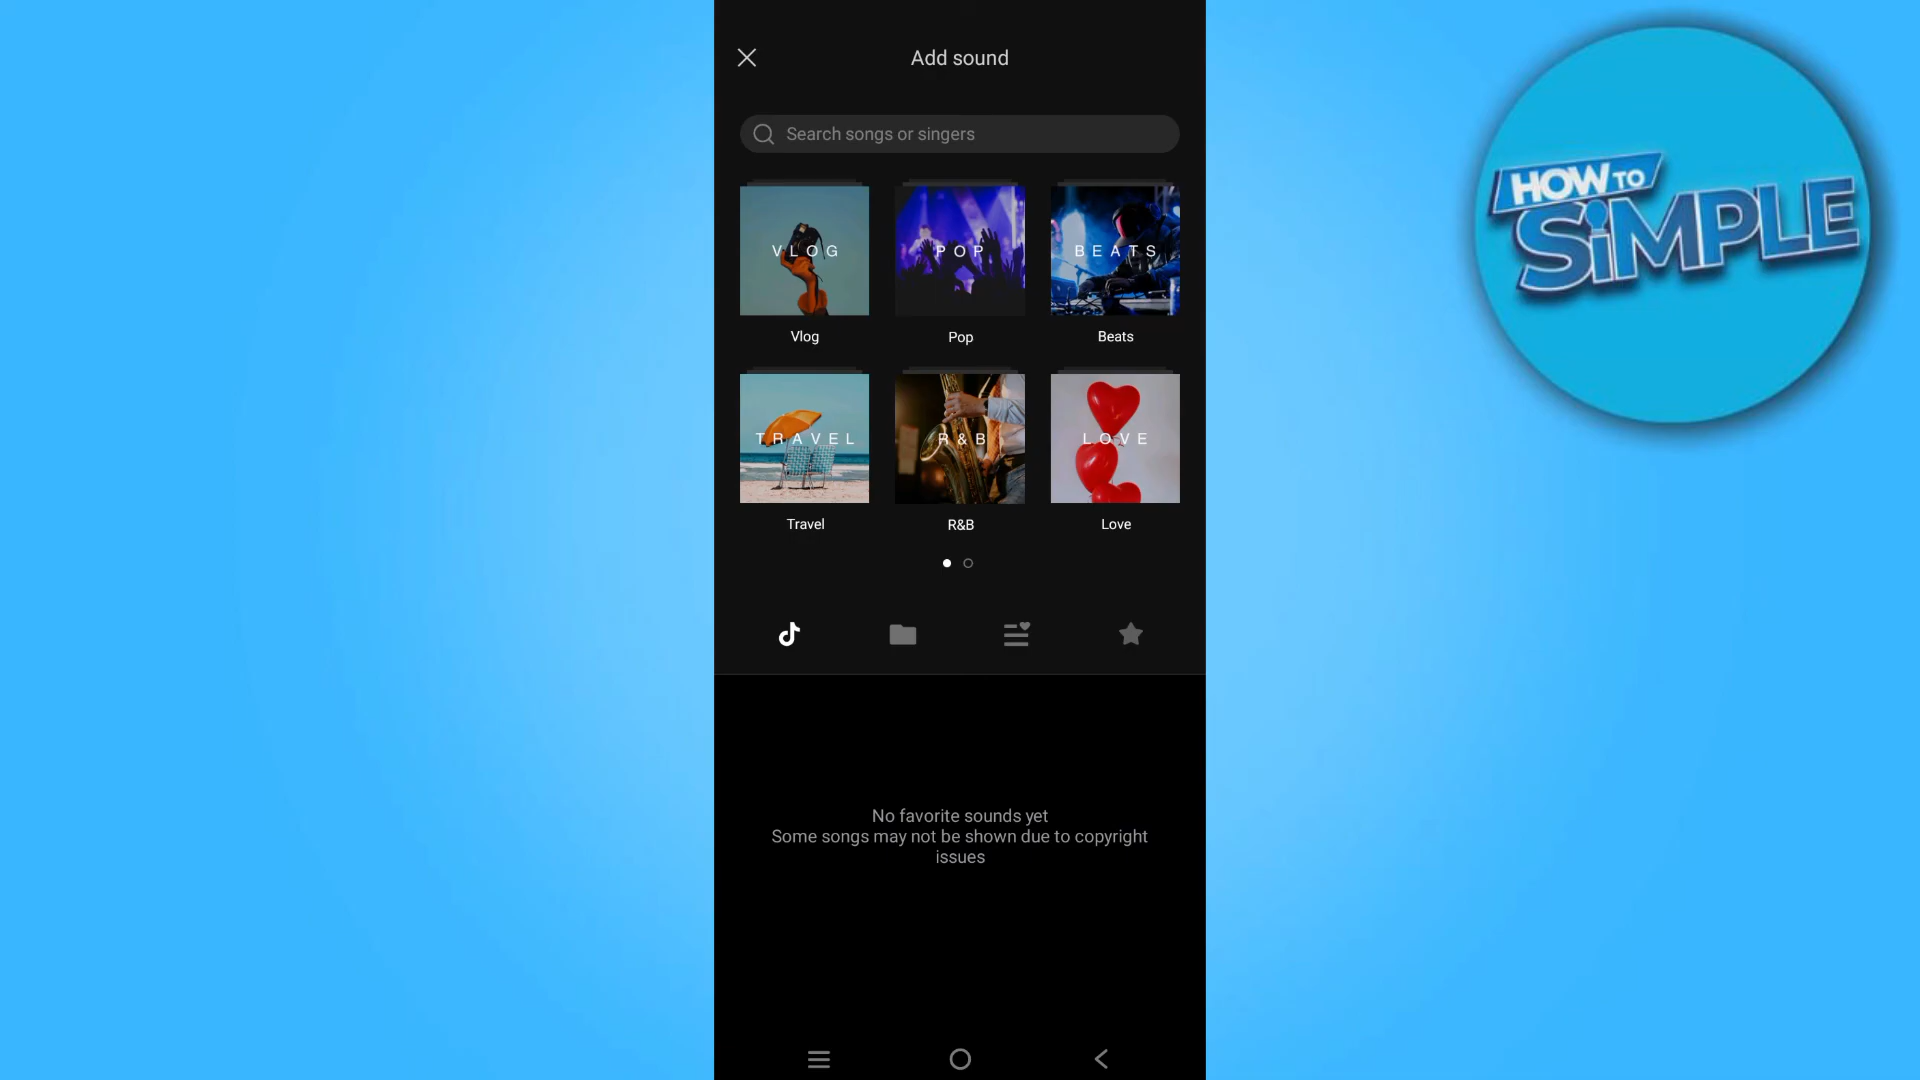 Add sound
Search songs or singers
VLOG
POP
BEATS
Vlog
Pop
Beats
TRAVEL
R&B
LOVE
Travel
R&B
Love
No favorite sounds yet
Some songs may not be shown due to copyright
issues
HOW TO
SiMPLE